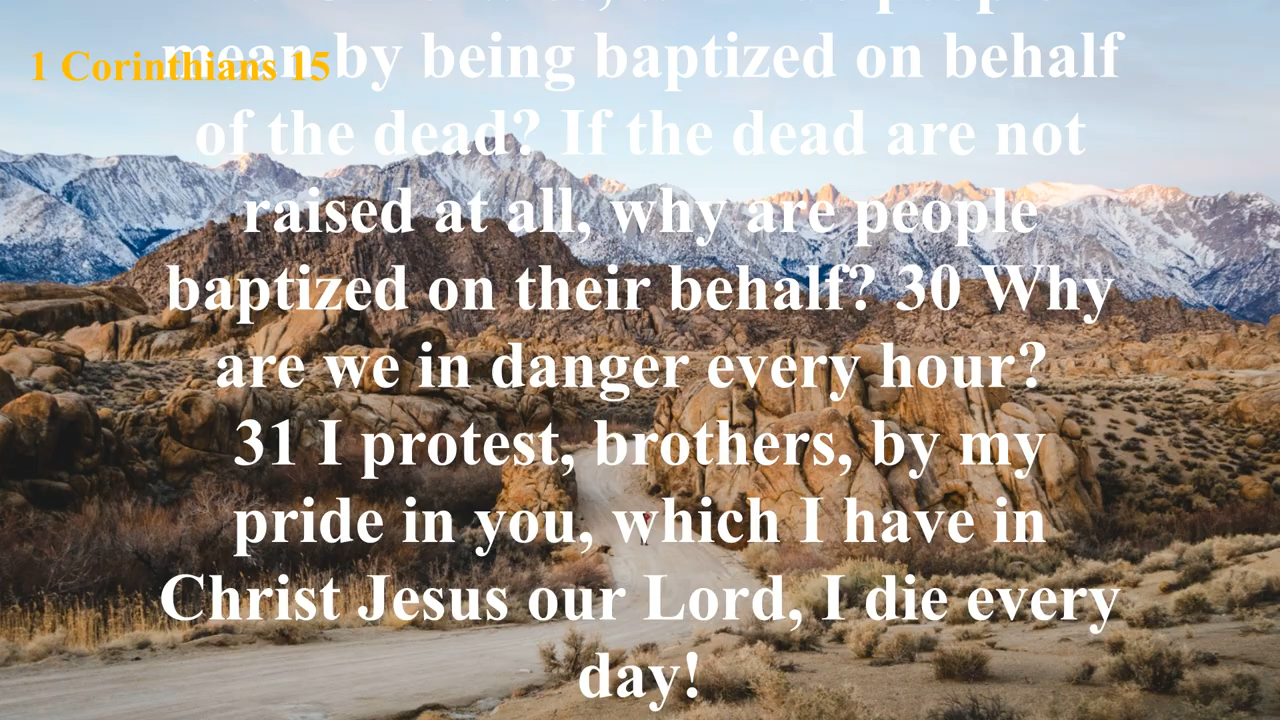 1 Corinthians 15
mean by being baptized on behalf
of the dead? If the dead are not
raised at all, why are people
baptized on their behalf? 30 Why
are we in danger every hour?
31 I protest, brothers, by my
pride in you, which I have in
Christ Jesus our Lord, I die every
day!